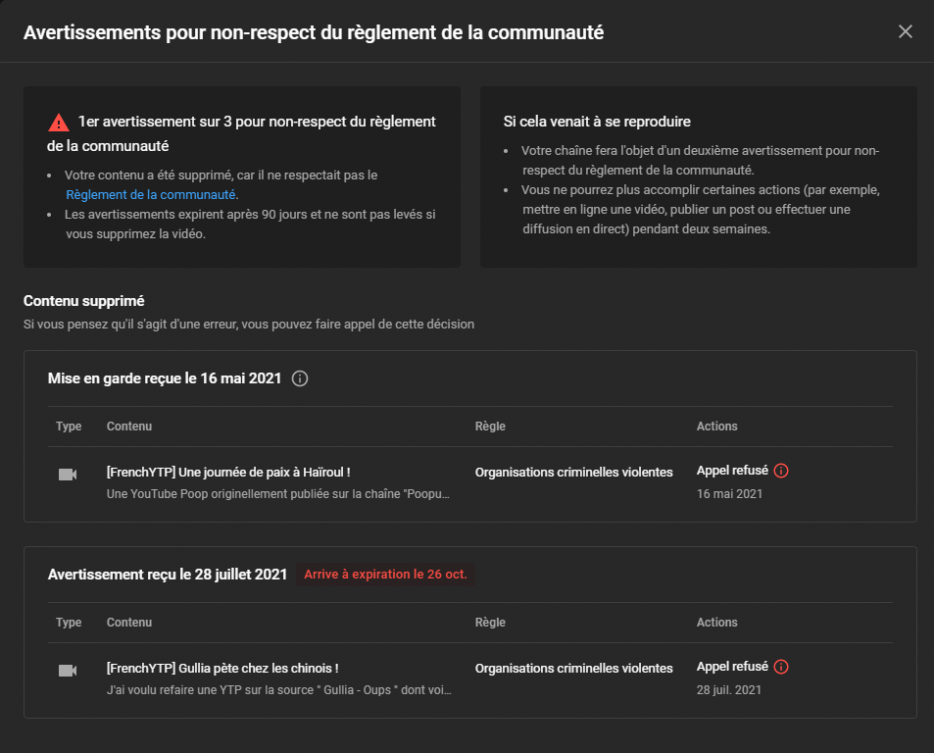 Avertissements pour non-respect du règlement de la communauté
1er avertissement sur 3 pour non-respect du règlement
de la communauté
• Votre contenu a été supprimé, car il ne respectait pas le
Règlement de la communauté.
• Les avertissements expirent après 90 jours et ne sont pas levés si
vous supprimez la vidéo.
Si cela venait à se reproduire
• Votre chaîne fera l'objet d'un deuxième avertissement pour non-
respect du règlement de la communauté.
• Vous ne pourrez plus accomplir certaines actions (par exemple,
mettre en ligne une vidéo, publier un post ou effectuer une
diffusion en direct) pendant deux semaines.
Contenu supprimé
Si vous pensez qu'il s'agit d'une erreur, vous pouvez faire appel de cette décision
Mise en garde reçue le 16 mai 2021
Type Contenu Règle Actions
[FrenchYTP] Une journée de paix à Haïroul ! Organisations criminelles violentes Appel refusé
Une YouTube Poop originellement publiée sur la chaîne "Poopu... 16 mai 2021
Avertissement reçu le 28 juillet 2021 Arrive à expiration le 26 oct.
Type Contenu Règle Actions
[FrenchYTP] Gullia pète chez les chinois ! Organisations criminelles violentes Appel refusé
J'ai voulu refaire une YTP sur la source " Gullia - Oups " dont voi... 28 juil. 2021